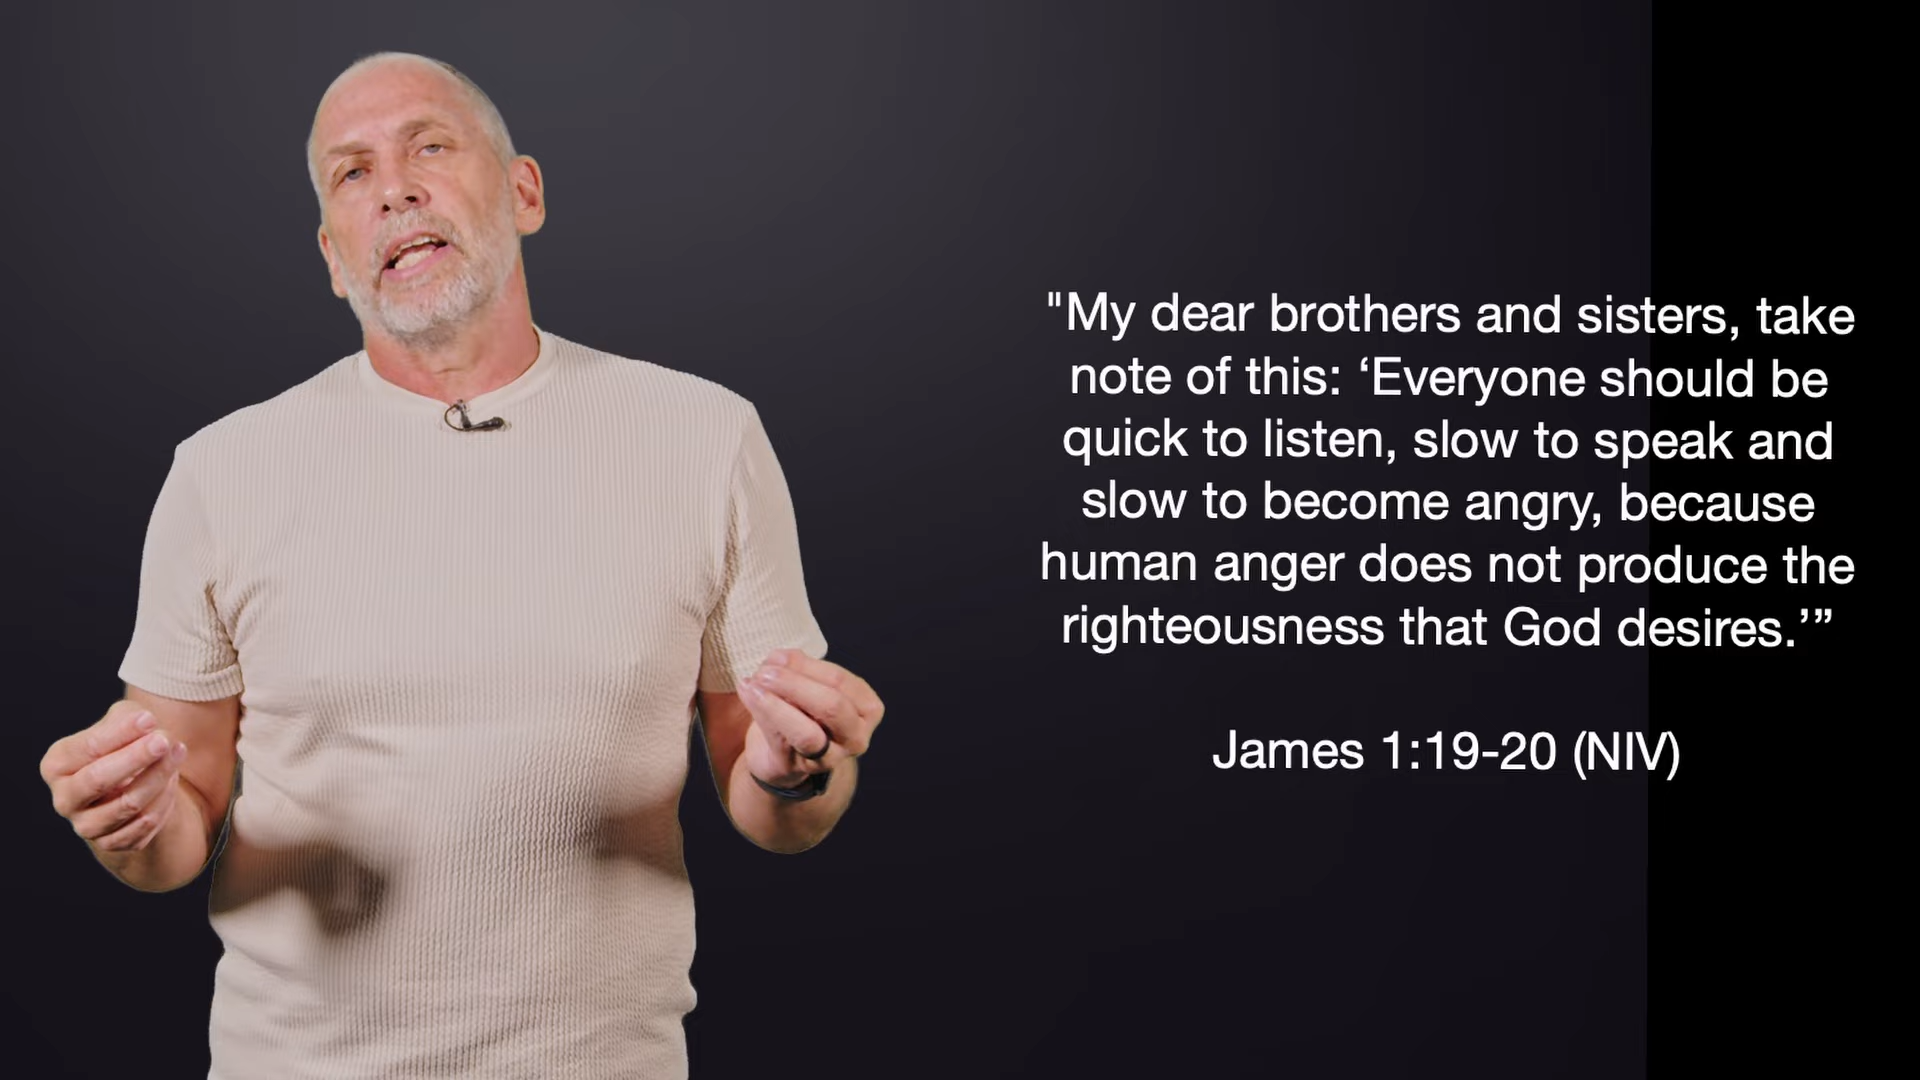 "My dear brothers and sisters, take
note of this: ‘Everyone should be
quick to listen, slow to speak and
slow to become angry, because
human anger does not produce the
righteousness that God desires.’”
James 1:19-20 (NIV)